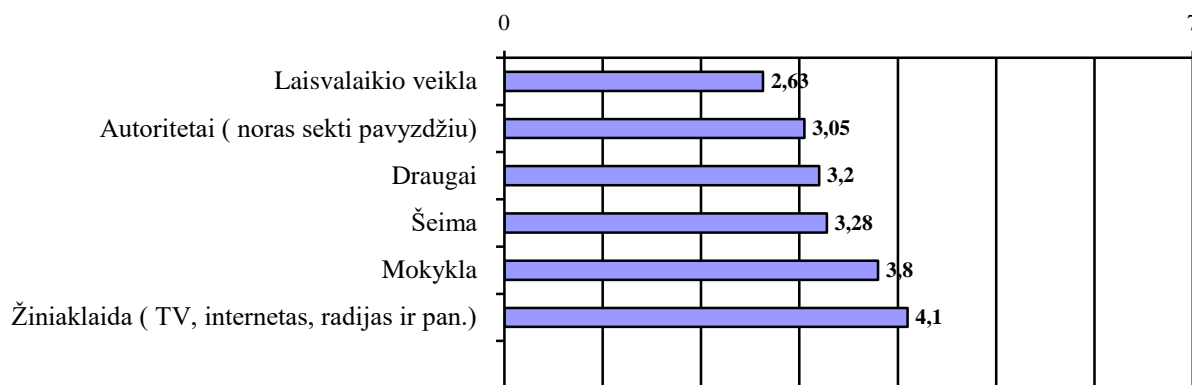 0 7
Laisvalaikio veikla 2,63
Autoritetai ( noras sekti pavyzdžiu) 3,05
Draugai 3,2
Šeima 3,28
Mokykla 3,8
Žiniaklaida ( TV, internetas, radijas ir pan.) 4,1